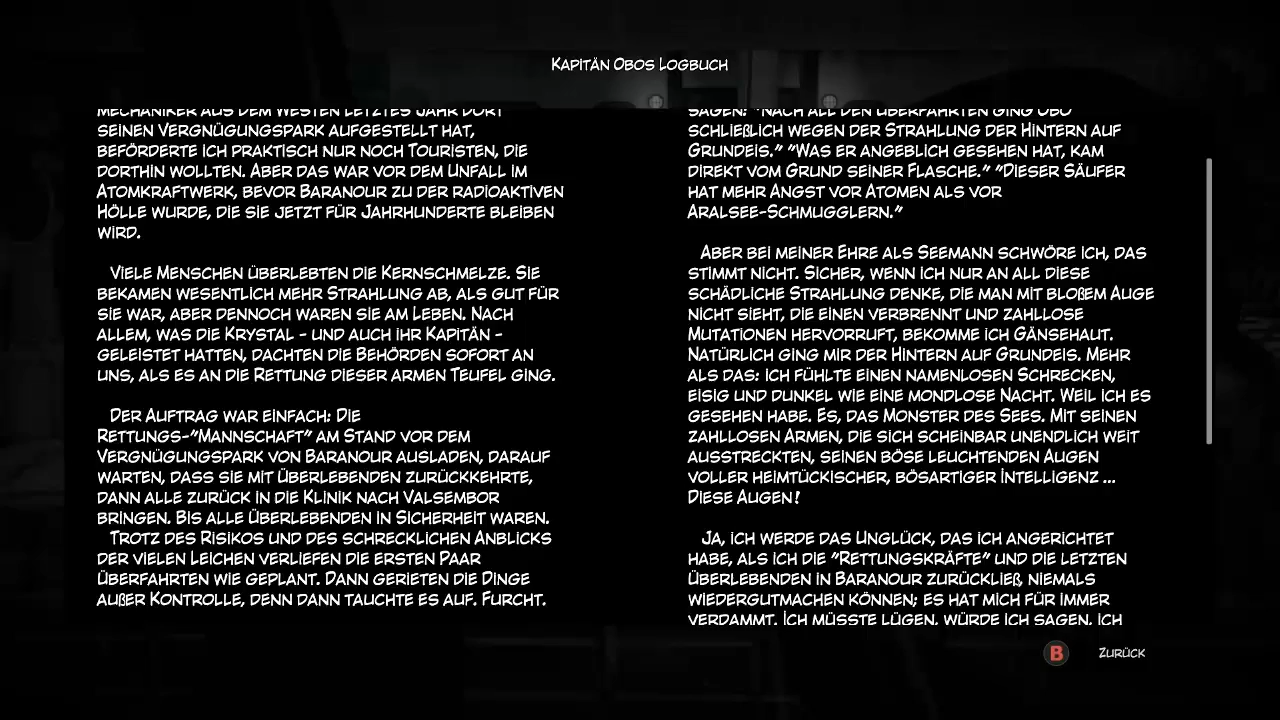 Kapitän Obos Logbuch
Mechaniker aus dem Westen letztes Jahr dort
seinen Vergnügungspark aufgestellt hat,
beförderte ich praktisch nur noch Touristen, die
dorthin wollten. Aber das war vor dem Unfall im
Atomkraftwerk, bevor Baranour zu der radioaktiven
Hölle wurde, die sie jetzt für Jahrhunderte bleiben
wird.
Viele Menschen überlebten die Kernschmelze. Sie
bekamen wesentlich mehr Strahlung ab, als gut für
sie war, aber dennoch waren sie am Leben. Nach
allem, was die Krystal - und auch ihr Kapitän -
geleistet hatten, dachten die Behörden sofort an
uns, als es an die Rettung dieser armen Teufel ging.
Der Auftrag war einfach: Die
Rettungs-"Mannschaft" am Stand vor dem
Vergnügungspark von Baranour ausladen, darauf
warten, dass sie mit Überlebenden zurückkehrte,
dann alle zurück in die Klinik nach Valsembor
bringen. Bis alle Überlebenden in Sicherheit waren.
Trotz des Risikos und des schrecklichen Anblicks
der vielen Leichen verliefen die ersten Paar
Überfahrten wie geplant. Dann gerieten die Dinge
außer Kontrolle, denn dann tauchte es auf. Furcht.
sagen: "Nach all den Überfahrten ging Obo
schließlich wegen der Strahlung der Hintern auf
Grundeis." "Was er angeblich gesehen hat, kam
direkt vom Grund seiner Flasche." "Dieser Säufer
hat mehr Angst vor Atomen als vor
Aralsee-Schmugglern."
Aber bei meiner Ehre als Seemann schwöre ich, das
stimmt nicht. Sicher, wenn ich nur an all diese
schädliche Strahlung denke, die man mit bloßem Auge
nicht sieht, die einen verbrennt und zahllose
Mutationen hervorruft, bekomme ich Gänsehaut.
Natürlich ging mir der Hintern auf Grundeis. Mehr
als das: ich fühlte einen namenlosen Schrecken,
eisig und dunkel wie eine mondlose Nacht. Weil ich es
gesehen habe. Es, das Monster des Sees. Mit seinen
zahllosen Armen, die sich scheinbar unendlich weit
ausstreckten, seinen böse leuchtenden Augen
voller heimtückischer, bösartiger Intelligenz ...
Diese Augen!
Ja, ich werde das Unglück, das ich angerichtet
habe, als ich die "Rettungskräfte" und die letzten
Überlebenden in Baranour zurückließ, niemals
wiedergutmachen können; es hat mich für immer
verdammt. Ich müsste lügen, würde ich sagen, ich
B Zurück